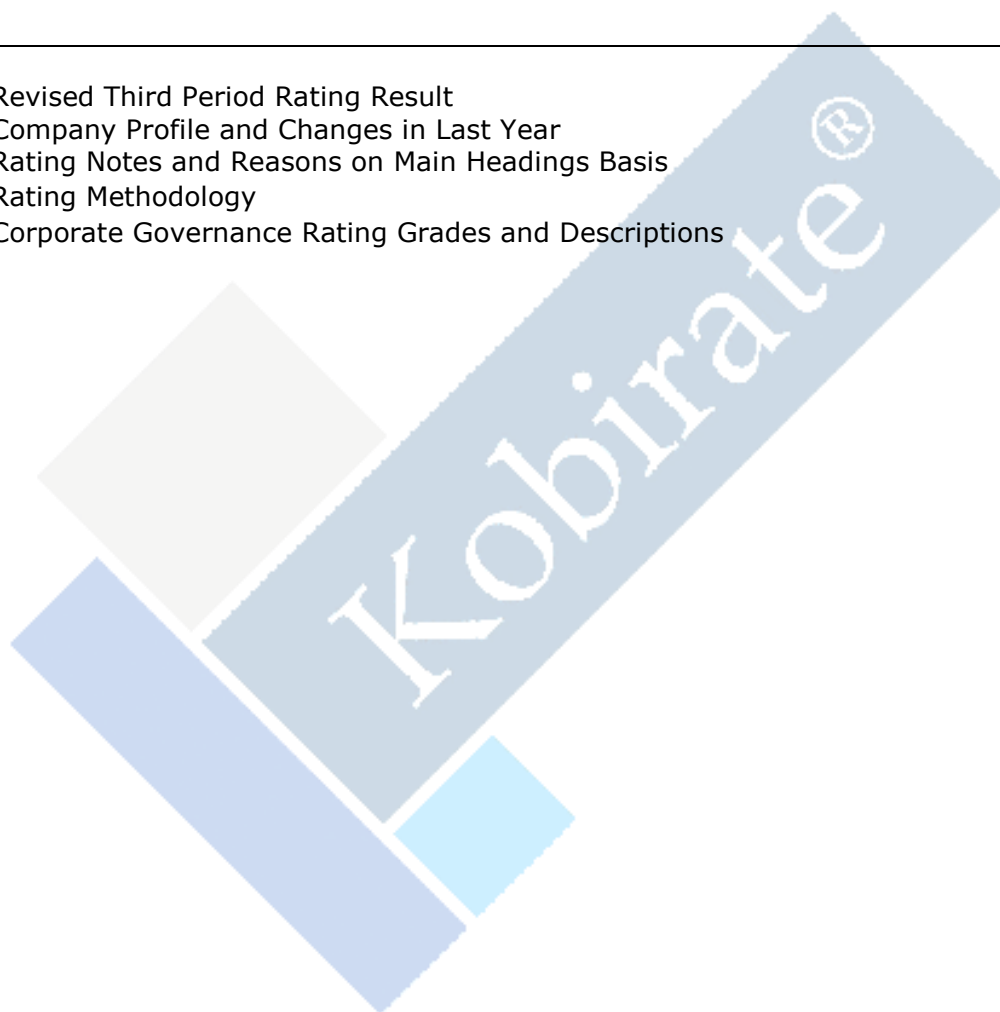 Revised Third Period Rating Result
Company Profile and Changes in Last Year
Rating Notes and Reasons on Main Headings Basis
Rating Methodology
Corporate Governance Rating Grades and Descriptions
Kobirate®